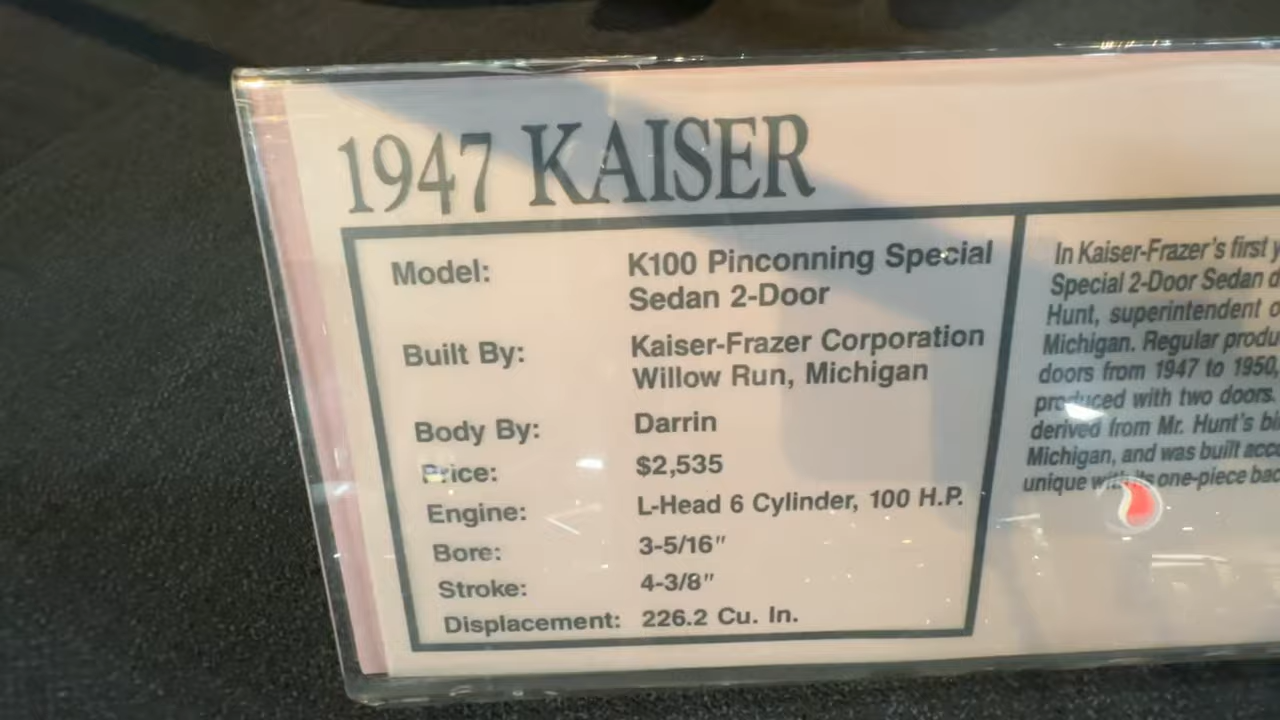 1947 KAISER
Model: K100 Pinconning Special
Sedan 2-Door
Built By: Kaiser-Frazer Corporation
Willow Run, Michigan
Body By: Darrin
Price: $2,535
Engine: L-Head 6 Cylinder, 100 H.P.
Bore: 3-5/16"
Stroke: 4-3/8"
Displacement: 226.2 Cu. In.
In Kaiser-Frazer's first
Special 2-Door Sedan
Hunt, superintendent
Michigan. Regular
doors from 1947 to 1950,
produced with two doors.
derived from Mr. Hunt's
Michigan, and was built
unique with its one-piece